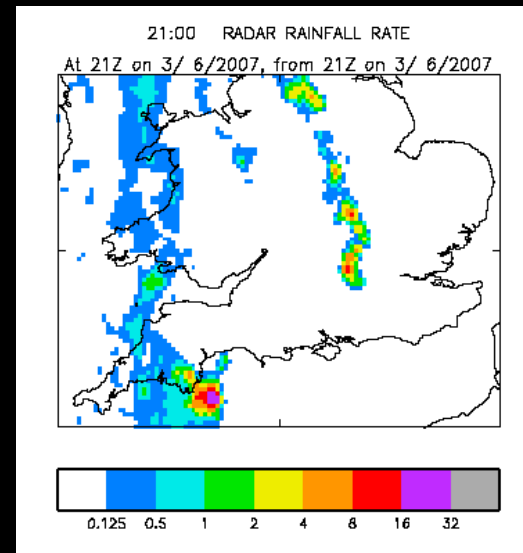 21:00 RADAR RAINFALL RATE
At 21Z on 3/ 6/2007, from 21Z on 3/ 6/2007
0.125 0.5 1 2 4 8 16 32